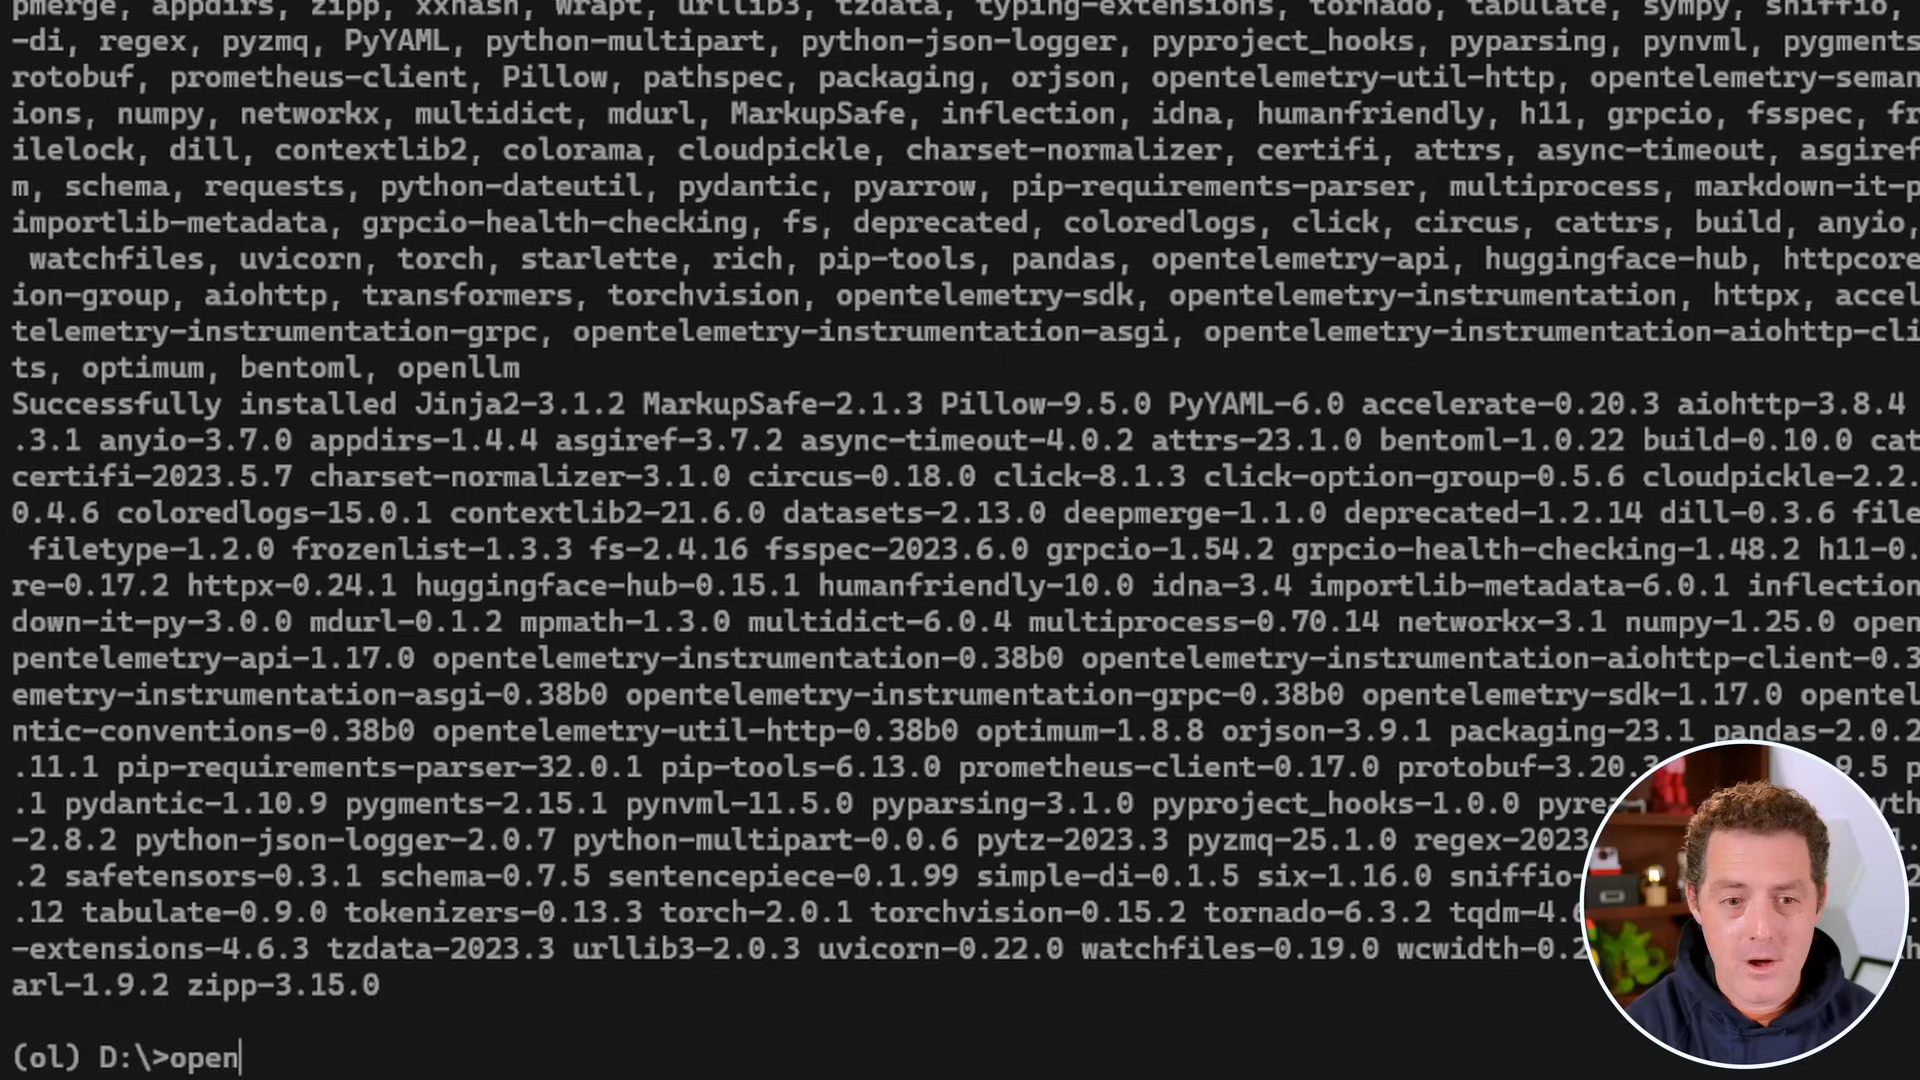 pmerge, appdirs, zipp, xxhash, wrapt, urllib3, tzdata, typing-extensions, tornado, tabulate, sympy, sniffio,
-di, regex, pyzmq, PyYAML, python-multipart, python-json-logger, pyproject_hooks, pyparsing, pynvml, pygments
rotobuf, prometheus-client, Pillow, pathspec, packaging, orjson, opentelemetry-util-http, opentelemetry-seman
ions, numpy, networkx, multidict, mdurl, MarkupSafe, inflection, idna, humanfriendly, h11, grpcio, fsspec, fr
ilelock, dill, contextlib2, colorama, cloudpickle, charset-normalizer, certifi, attrs, async-timeout, asgiref
m, schema, requests, python-dateutil, pydantic, pyarrow, pip-requirements-parser, multiprocess, markdown-it-p
importlib-metadata, grpcio-health-checking, fs, deprecated, coloredlogs, click, circus, cattrs, build, anyio,
watchfiles, uvicorn, torch, starlette, rich, pip-tools, pandas, opentelemetry-api, huggingface-hub, httpcore
ion-group, aiohttp, transformers, torchvision, opentelemetry-sdk, opentelemetry-instrumentation, httpx, accel
telemetry-instrumentation-grpc, opentelemetry-instrumentation-asgi, opentelemetry-instrumentation-aiohttp-cli
ts, optimum, bentoml, openllm
Successfully installed Jinja2-3.1.2 MarkupSafe-2.1.3 Pillow-9.5.0 PyYAML-6.0 accelerate-0.20.3 aiohttp-3.8.4
.3.1 anyio-3.7.0 appdirs-1.4.4 asgiref-3.7.2 async-timeout-4.0.2 attrs-23.1.0 bentoml-1.0.22 build-0.10.0 cat
certifi-2023.5.7 charset-normalizer-3.1.0 circus-0.18.0 click-8.1.3 click-option-group-0.5.6 cloudpickle-2.2.
0.4.6 coloredlogs-15.0.1 contextlib2-21.6.0 datasets-2.13.0 deepmerge-1.1.0 deprecated-1.2.14 dill-0.3.6 file
filetype-1.2.0 frozenlist-1.3.3 fs-2.4.16 fsspec-2023.6.0 grpcio-1.54.2 grpcio-health-checking-1.48.2 h11-0.
re-0.17.2 httpx-0.24.1 huggingface-hub-0.15.1 humanfriendly-10.0 idna-3.4 importlib-metadata-6.0.1 inflection
down-it-py-3.0.0 mdurl-0.1.2 mpmath-1.3.0 multidict-6.0.4 multiprocess-0.70.14 networkx-3.1 numpy-1.25.0 open
pentelemetry-api-1.17.0 opentelemetry-instrumentation-0.38b0 opentelemetry-instrumentation-aiohttp-client-0.3
emetry-instrumentation-asgi-0.38b0 opentelemetry-instrumentation-grpc-0.38b0 opentelemetry-sdk-1.17.0 opentel
ntic-conventions-0.38b0 opentelemetry-util-http-0.38b0 optimum-1.8.8 orjson-3.9.1 packaging-23.1 pandas-2.0.2
.11.1 pip-requirements-parser-32.0.1 pip-tools-6.13.0 prometheus-client-0.17.0 protobuf-3.20.3 9.5 p
.1 pydantic-1.10.9 pygments-2.15.1 pynvml-11.5.0 pyparsing-3.1.0 pyproject_hooks-1.0.0
-2.8.2 python-json-logger-2.0.7 python-multipart-0.0.6 pytz-2023.3 pyzmq-25.1.0 regex-2023
.2 safetensors-0.3.1 schema-0.7.5 sentencepiece-0.1.99 simple-di-0.1.5 six-1.16.0 sniffio-
.12 tabulate-0.9.0 tokenizers-0.13.3 torch-2.0.1 torchvision-0.15.2 tornado-6.3.2 tqdm-4.6
-extensions-4.6.3 tzdata-2023.3 urllib3-2.0.3 uvicorn-0.22.0 watchfiles-0.19.0 wcwidth-0.2
arl-1.9.2 zipp-3.15.0
(ol) D:\>open